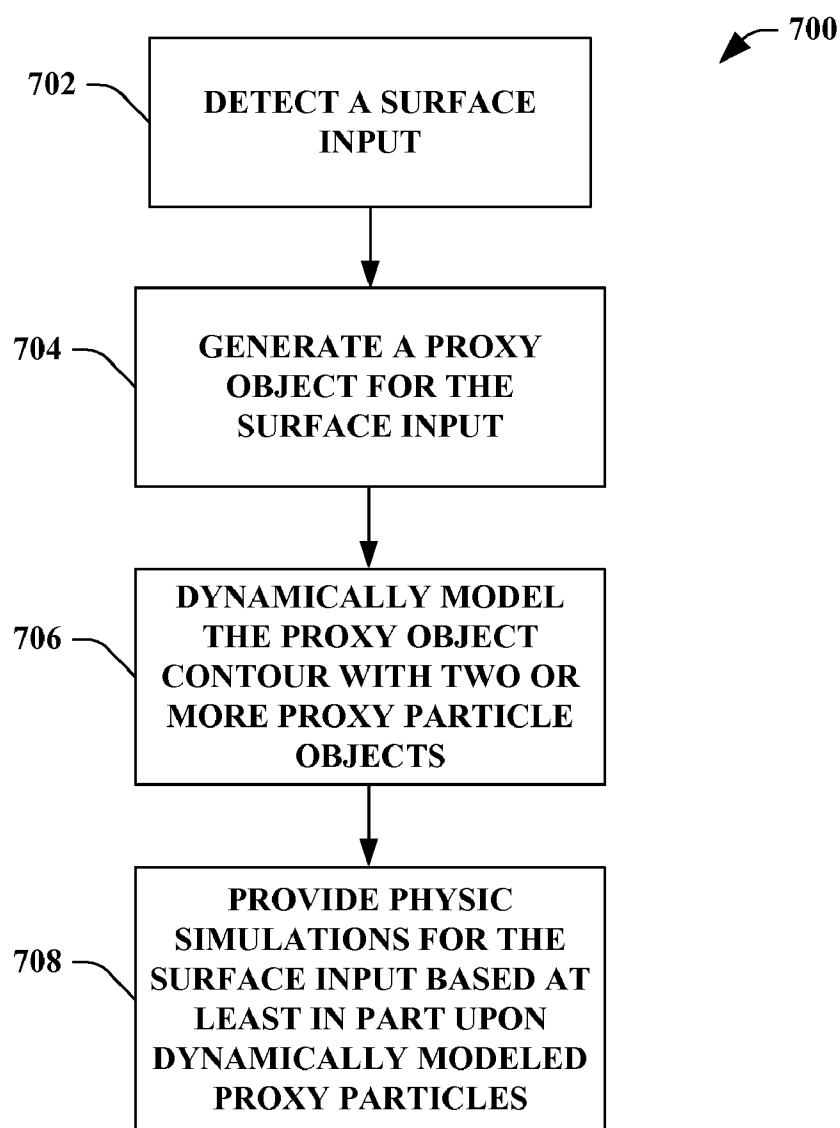 700
702
DETECT A SURFACE
INPUT
704
GENERATE A PROXY
OBJECT FOR THE
SURFACE INPUT
706
DYNAMICALLY MODEL
THE PROXY OBJECT
CONTOUR WITH TWO OR
MORE PROXY PARTICLE
OBJECTS
708
PROVIDE PHYSIC
SIMULATIONS FOR THE
SURFACE INPUT BASED AT
LEAST IN PART UPON
DYNAMICALLY MODELED
PROXY PARTICLES